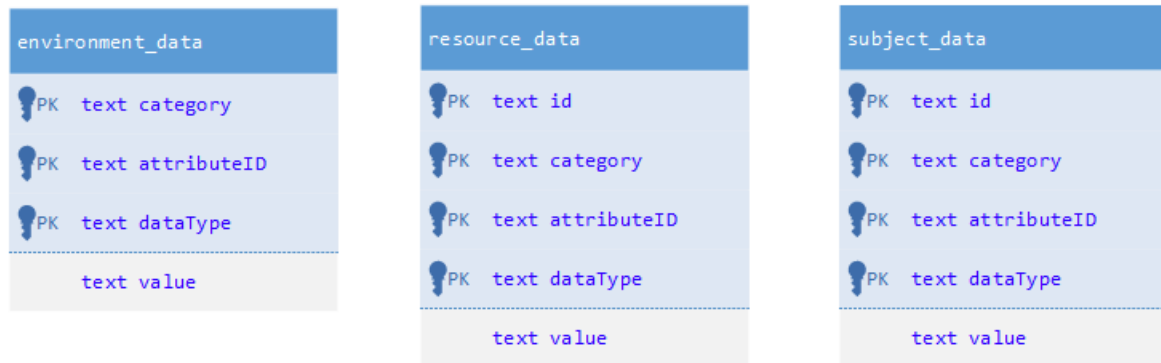 environment_data
PK text category
PK text attributeID
PK text dataType
text value
resource_data
PK text id
PK text category
PK text attributeID
PK text dataType
text value
subject_data
PK text id
PK text category
PK text attributeID
PK text dataType
text value